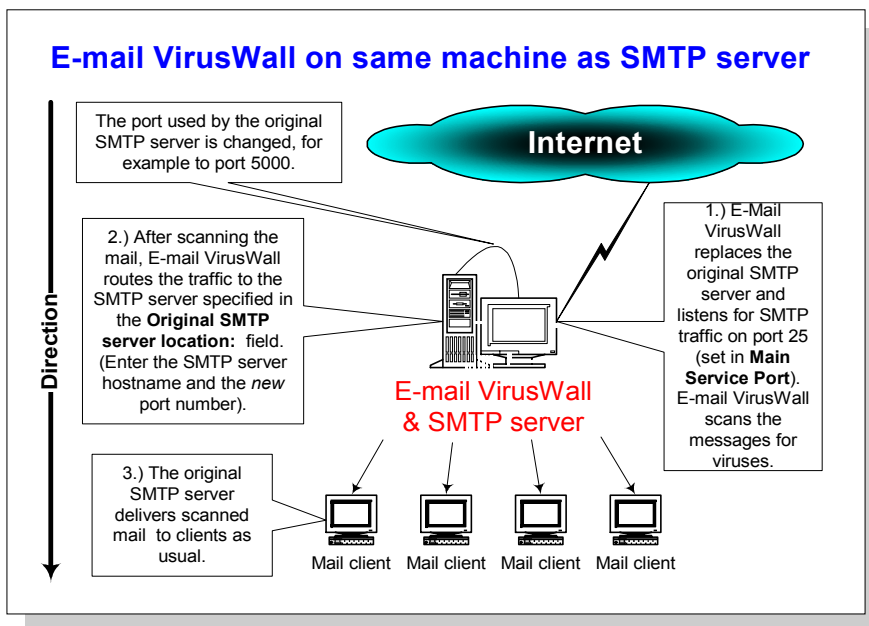 E-mail VirusWall on same machine as SMTP server
The port used by the original
SMTP server is changed, for
example to port 5000.
Internet
1.) E-Mail
VirusWall
replaces the
original SMTP
server and
listens for SMTP
traffic on port 25
(set in Main
Service Port).
E-mail VirusWall
scans the
messages for
viruses.
2.) After scanning the
mail, E-mail VirusWall
routes the traffic to the
SMTP server specified in
the Original SMTP
server location: field.
(Enter the SMTP server
hostname and the new
port number).
Direction
E-mail VirusWall
& SMTP server
3.) The original
SMTP server
delivers scanned
mail to clients as
usual.
Mail client
Mail client
Mail client
Mail client